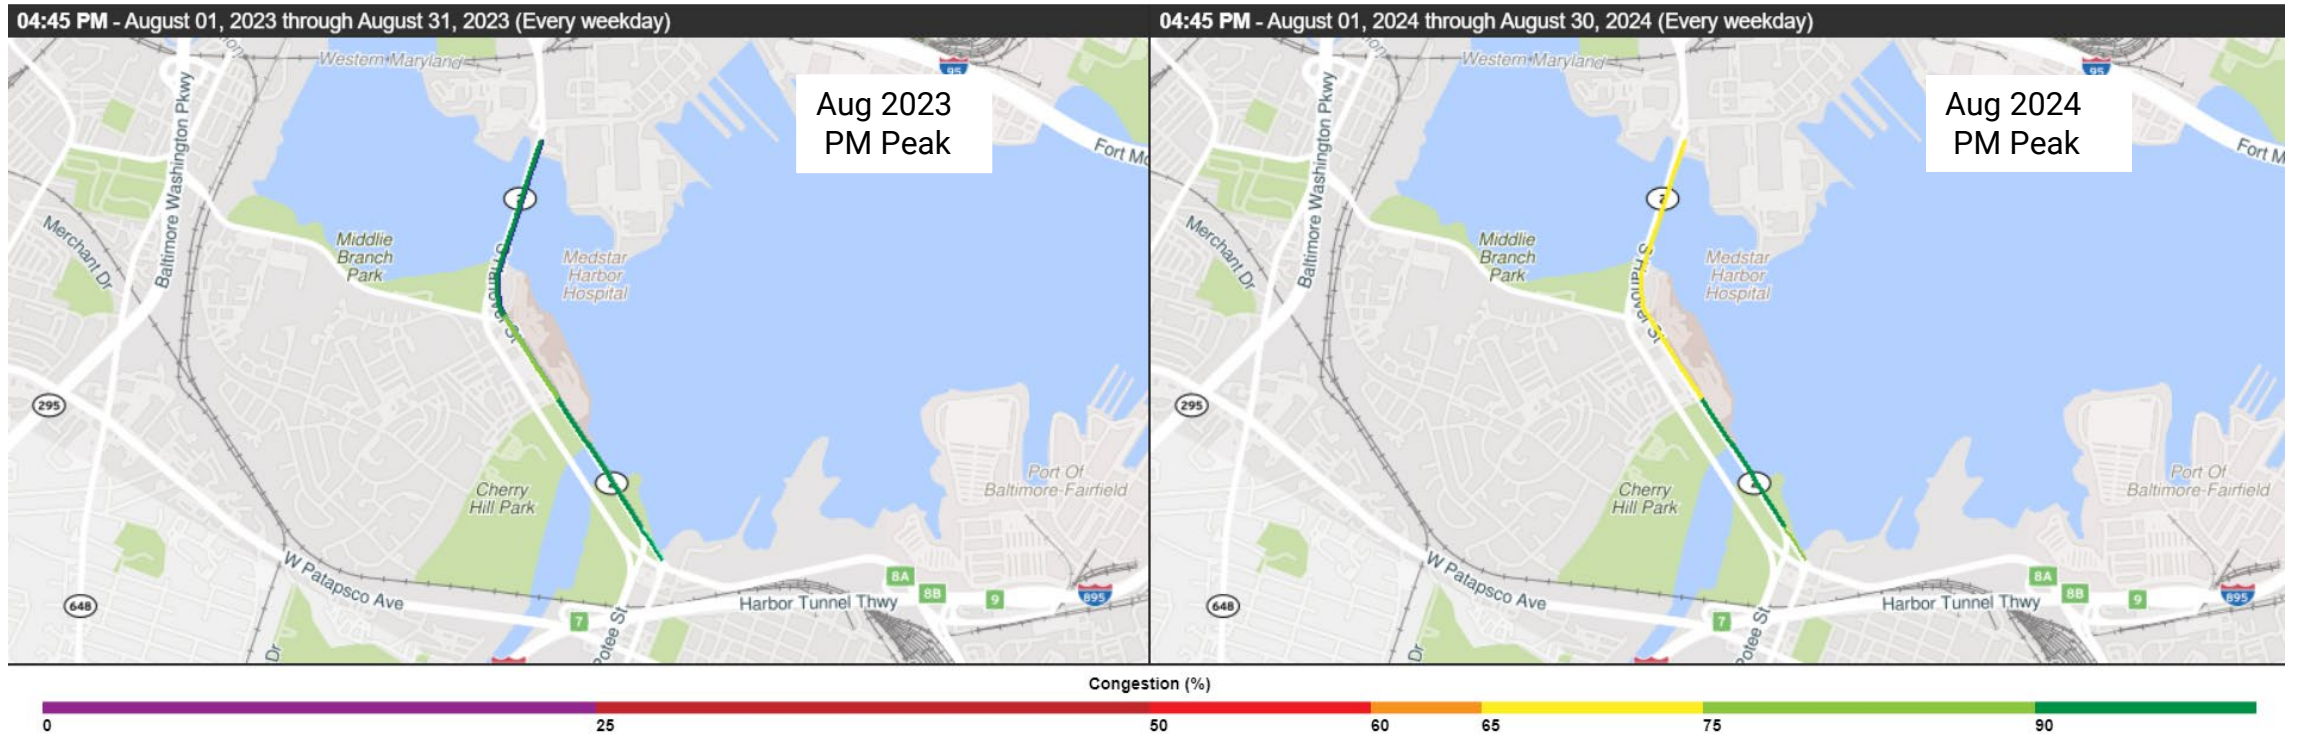 04:45 PM - August 01, 2023 through August 31, 2023 (Every weekday)
Western Maryland
95
Aug 2023
PM Peak
Fort Mc
Baltimore Washington Pkwy
Merchant Dr
Middlie
Branch
Park
Medstar
Harbor
Hospital
295
Cherry
Hill Park
Port Of
Baltimore-Fairfield
W Patapsco Ave
Harbor Tunnel Thwy
8A
8B
9
895
648
7
Potee St
Dr
04:45 PM - August 01, 2024 through August 30, 2024 (Every weekday)
Western Maryland
95
Aug 2024
PM Peak
Fort M
Baltimore Washington Pkwy
2
Merchant Dr
Middlie
Branch
Park
S Hanover St
Medstar
Harbor
Hospital
295
Cherry
Hill Park
Port Of
Baltimore-Fairfield
W Patapsco Ave
Harbor Tunnel Thwy
8A
8B
9
895
648
7
Potee St
Dr
Congestion (%)
0 25 50 60 65 75 90